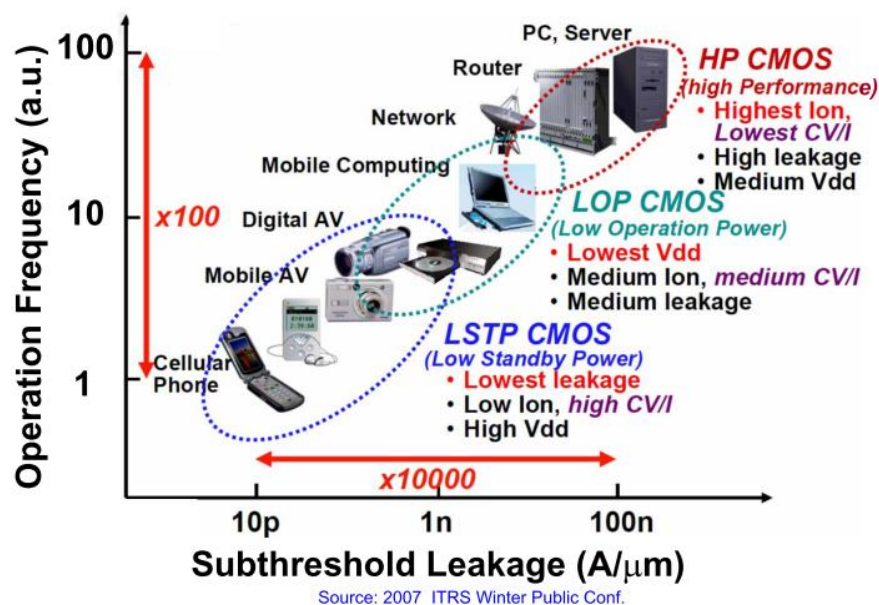 Operation Frequency (a.u.)
100
10
1
x100
PC, Server
Router
Network
Mobile Computing
Digital AV
Mobile AV
Cellular
Phone
HP CMOS
(high Performance)
• Highest Ion,
Lowest CV/I
• High leakage
• Medium Vdd
LOP CMOS
(Low Operation Power)
• Lowest Vdd
• Medium Ion, medium CV/I
• Medium leakage
LSTP CMOS
(Low Standby Power)
• Lowest leakage
• Low Ion, high CV/I
• High Vdd
x10000
10p
1n
100n
Subthreshold Leakage (A/μm)
Source: 2007 ITRS Winter Public Conf.